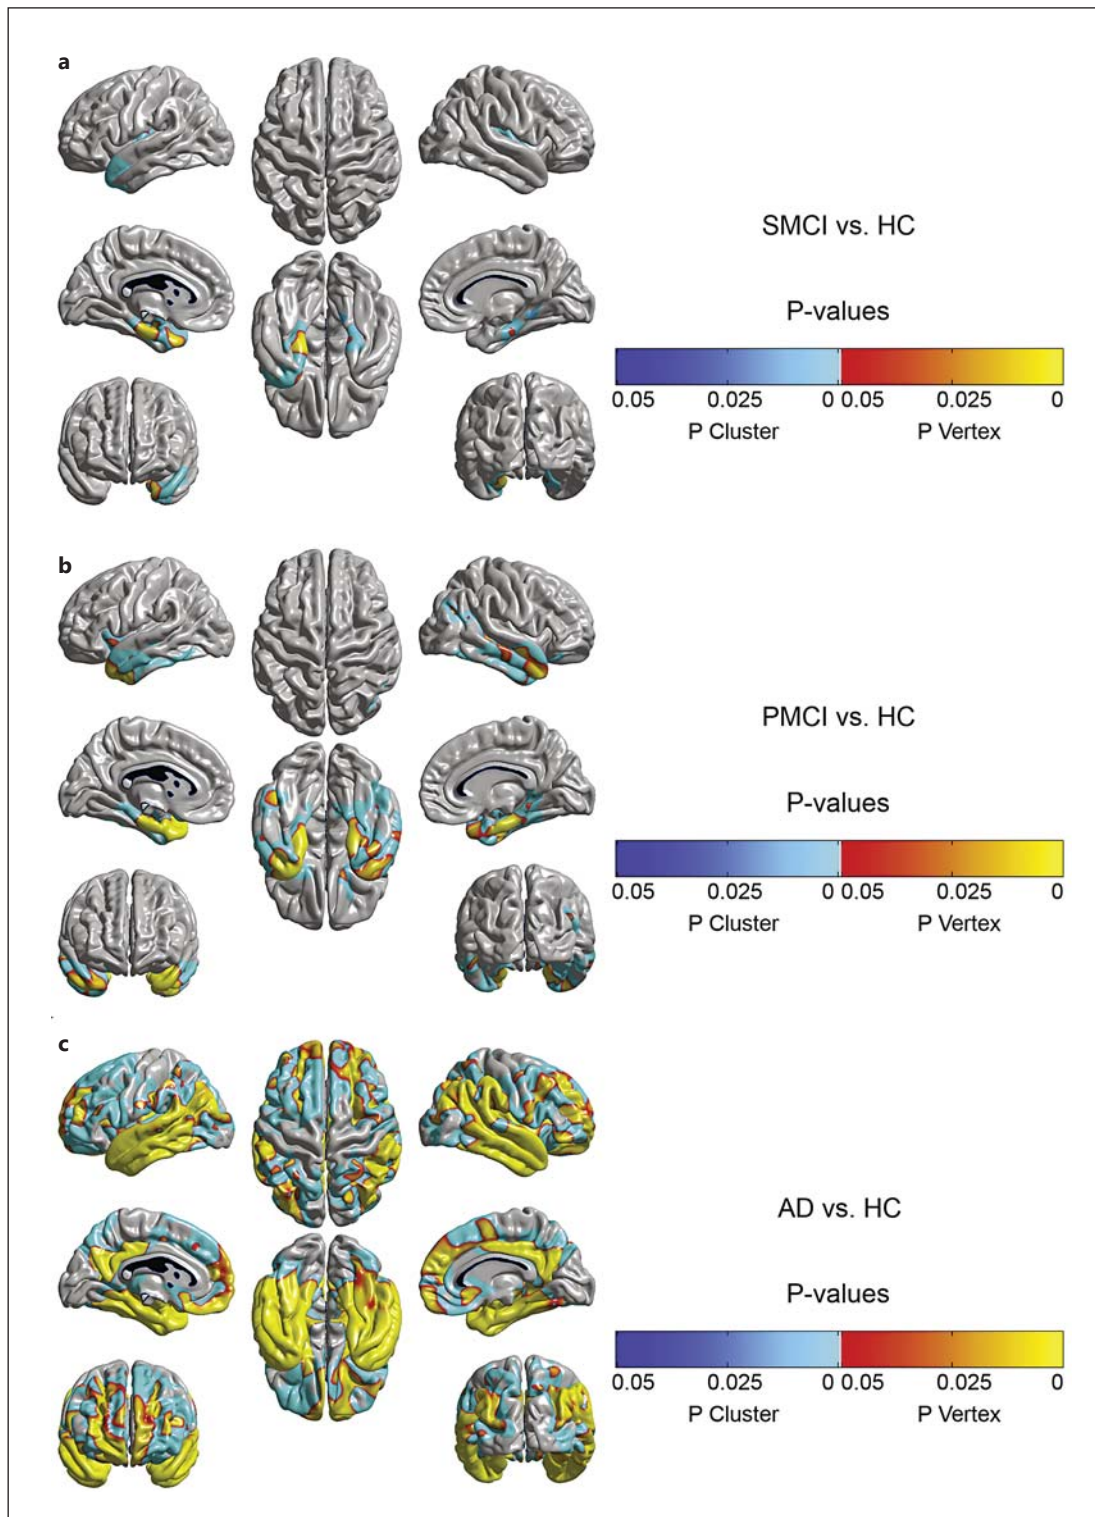 a
SMCI vs. HC
P-values
0.05 0.025 0 0.05 0.025 0
P Cluster P Vertex
b
PMCI vs. HC
P-values
0.05 0.025 0 0.05 0.025 0
P Cluster P Vertex
c
AD vs. HC
P-values
0.05 0.025 0 0.05 0.025 0
P Cluster P Vertex